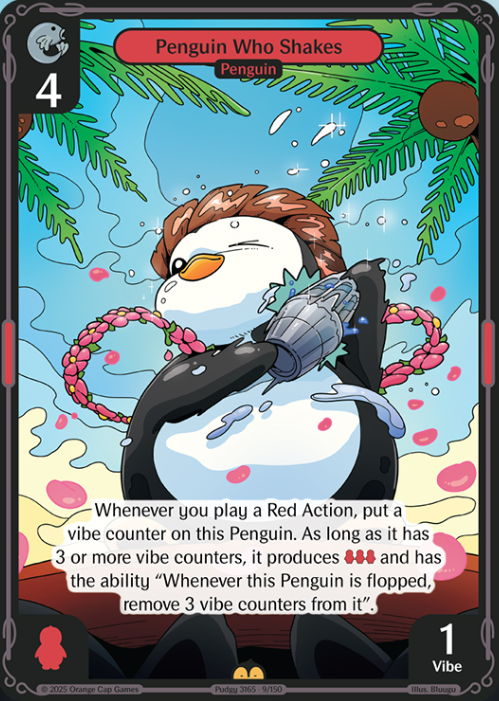 Penguin Who Shakes
Penguin
4
Whenever you play a Red Action, put a
vibe counter on this Penguin. As long as it has
3 or more vibe counters, it produces and has
the ability “Whenever this Penguin is flopped,
remove 3 vibe counters from it”.
1
Vibe
© 2025 Orange Cap Games
Pudgy 3165 · 9/150
Illus. Bluugu